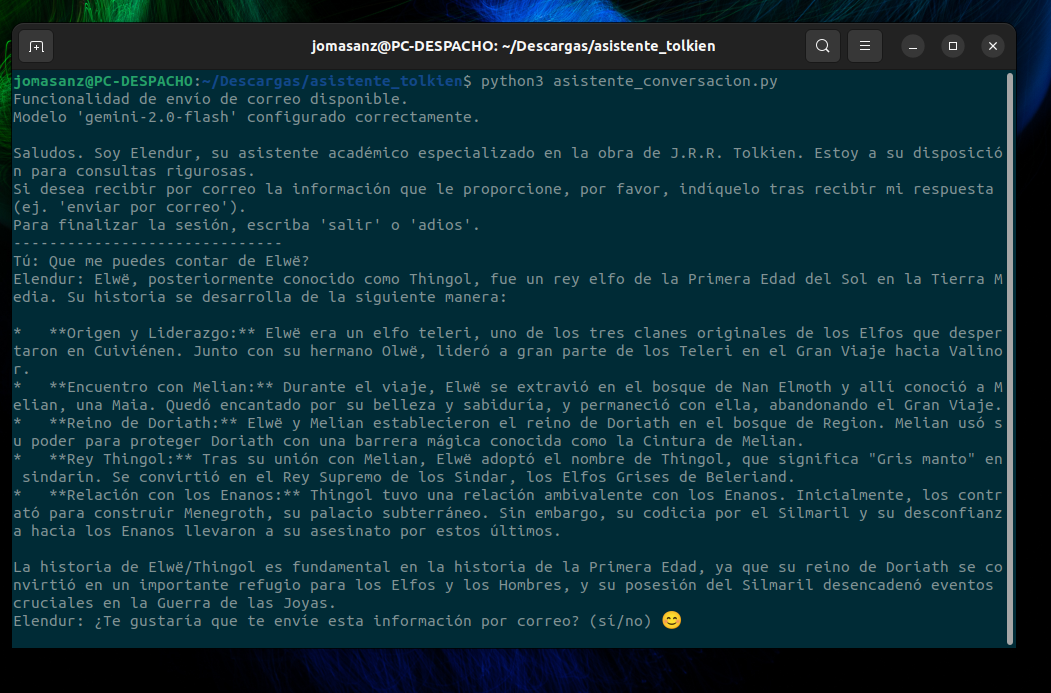 jomasanz@PC-DESPACHO: ~/Descargas/asistente_tolkien
jomasanz@PC-DESPACHO:~/Descargas/asistente_tolkien$ python3 asistente_conversacion.py
Funcionalidad de envío de correo disponible.
Modelo 'gemini-2.0-flash' configurado correctamente.
Saludos. Soy Elendur, su asistente académico especializado en la obra de J.R.R. Tolkien. Estoy a su disposició
n para consultas rigurosas.
Si desea recibir por correo la información que le proporcione, por favor, indíquelo tras recibir mi respuesta
(ej. 'enviar por correo').
Para finalizar la sesión, escriba 'salir' o 'adios'.
------------------------------
Tú: Que me puedes contar de Elwë?
Elendur: Elwë, posteriormente conocido como Thingol, fue un rey elfo de la Primera Edad del Sol en la Tierra M
edia. Su historia se desarrolla de la siguiente manera:
*   **Origen y Liderazgo:** Elwë era un elfo teleri, uno de los tres clanes originales de los Elfos que desper
taron en Cuiviénen. Junto con su hermano Olwë, lideró a gran parte de los Teleri en el Gran Viaje hacia Valino
r.
*   **Encuentro con Melian:** Durante el viaje, Elwë se extravió en el bosque de Nan Elmoth y allí conoció a M
elian, una Maia. Quedó encantado por su belleza y sabiduría, y permaneció con ella, abandonando el Gran Viaje.
*   **Reino de Doriath:** Elwë y Melian establecieron el reino de Doriath en el bosque de Region. Melian usó s
u poder para proteger Doriath con una barrera mágica conocida como la Cintura de Melian.
*   **Rey Thingol:** Tras su unión con Melian, Elwë adoptó el nombre de Thingol, que significa "Gris manto" en
 sindarin. Se convirtió en el Rey Supremo de los Sindar, los Elfos Grises de Beleriand.
*   **Relación con los Enanos:** Thingol tuvo una relación ambivalente con los Enanos. Inicialmente, los contr
ató para construir Menegroth, su palacio subterráneo. Sin embargo, su codicia por el Silmaril y su desconfianz
a hacia los Enanos llevaron a su asesinato por estos últimos.
La historia de Elwë/Thingol es fundamental en la historia de la Primera Edad, ya que su reino de Doriath se co
nvirtió en un importante refugio para los Elfos y los Hombres, y su posesión del Silmaril desencadenó eventos
cruciales en la Guerra de las Joyas.
Elendur: ¿Te gustaría que te envíe esta información por correo? (sí/no) 😊